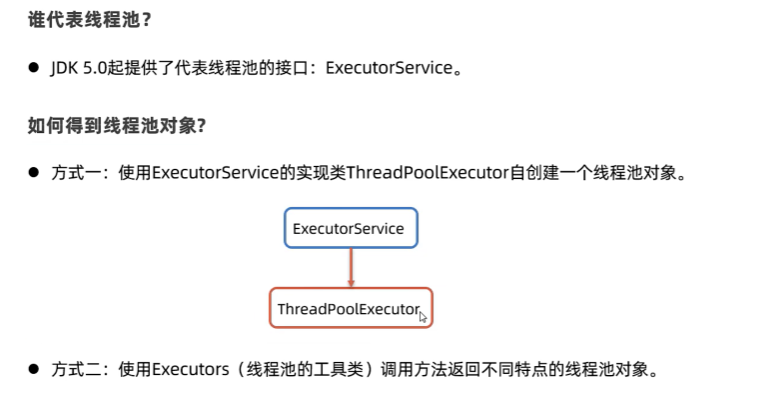 谁代表线程池？
● JDK 5.0起提供了代表线程池的接口：ExecutorService。
如何得到线程池对象?
● 方式一：使用ExecutorService的实现类ThreadPoolExecutor自创建一个线程池对象。
ExecutorService
ThreadPoolExecutor
● 方式二：使用Executors（线程池的工具类）调用方法返回不同特点的线程池对象。